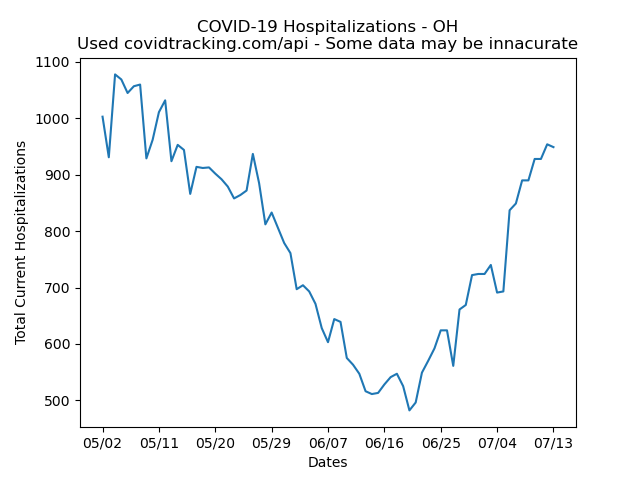 COVID-19 Hospitalizations - OH
Used covidtracking.com/api - Some data may be innacurate
1100
1000
900
800
700
600
500
Total Current Hospitalizations
05/02 05/11 05/20 05/29 06/07 06/16 06/25 07/04 07/13
Dates